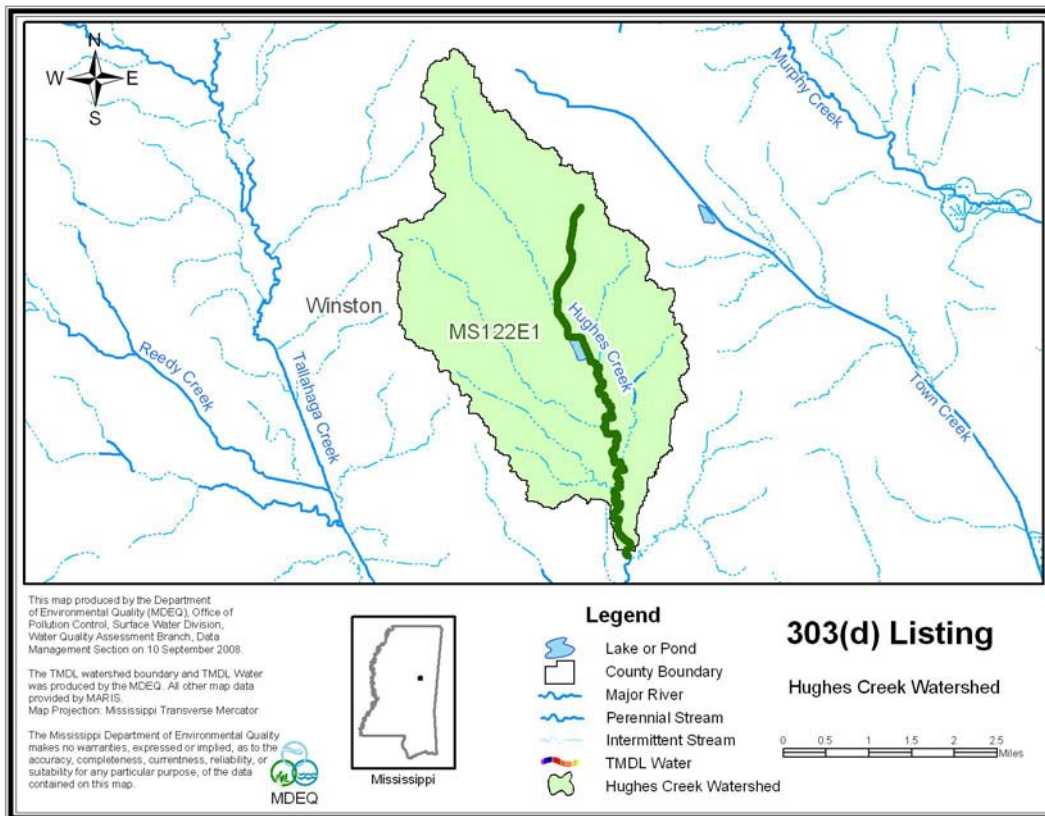 N
W E
S
Murphy Creek
Winston
MS122E1
Hughes Creek
Reedy Creek
Tallahaga Creek
Town Creek
This map produced by the Department
of Environmental Quality (MDEQ), Office of
Pollution Control, Surface Water Division,
Water Quality Assessment Branch, Data
Management Section on 10 September 2008.
The TMDL watershed boundary and TMDL Water
was produced by the MDEQ. All other map data
provided by MARIS.
Map Projection: Mississippi Transverse Mercator
The Mississippi Department of Environmental Quality
makes no warranties, expressed or implied, as to the
accuracy, completeness, currentness, reliability, or
suitability for any particular purpose, of the data
contained on this map.
MDEQ
Mississippi
Legend
Lake or Pond
County Boundary
Major River
Perennial Stream
Intermittent Stream
TMDL Water
Hughes Creek Watershed
303(d) Listing
Hughes Creek Watershed
0 0.5 1 1.5 2 2.5
Miles